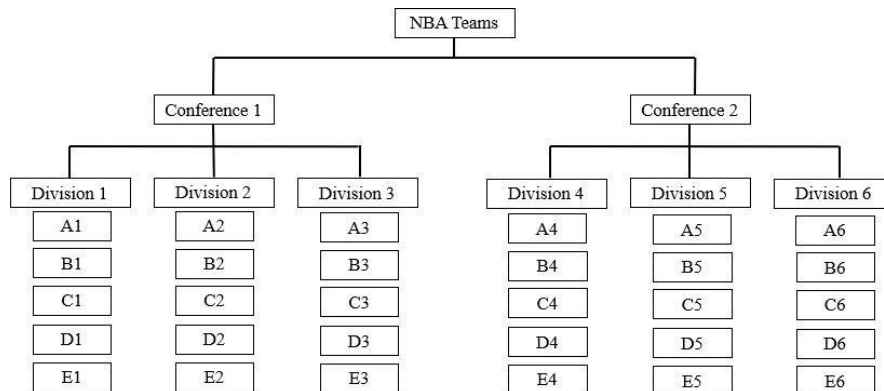 NBA Teams
Conference 1 Conference 2
Division 1 Division 2 Division 3 Division 4 Division 5 Division 6
A1 A2 A3 A4 A5 A6
B1 B2 B3 B4 B5 B6
C1 C2 C3 C4 C5 C6
D1 D2 D3 D4 D5 D6
E1 E2 E3 E4 E5 E6